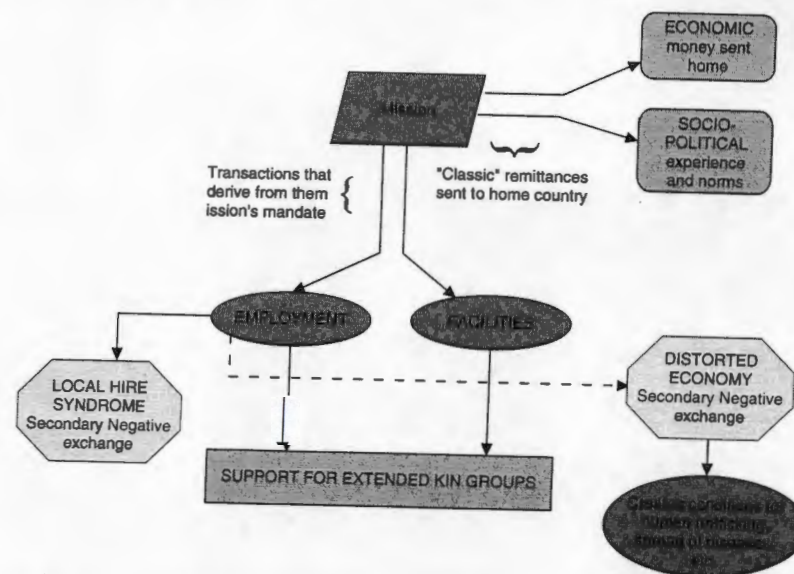 ECONOMIC
money sent
home
Mission
SOCIO-
POLITICAL
experience
and norms
Transactions that
derive from them
ission's mandate
"Classic" remittances
sent to home country
EMPLOYMENT
FACILITIES
LOCAL HIRE
SYNDROME
Secondary Negative
exchange
DISTORTED
ECONOMY
Secondary Negative
exchange
SUPPORT FOR EXTENDED KIN GROUPS
conditions for
human trafficking,
spread of